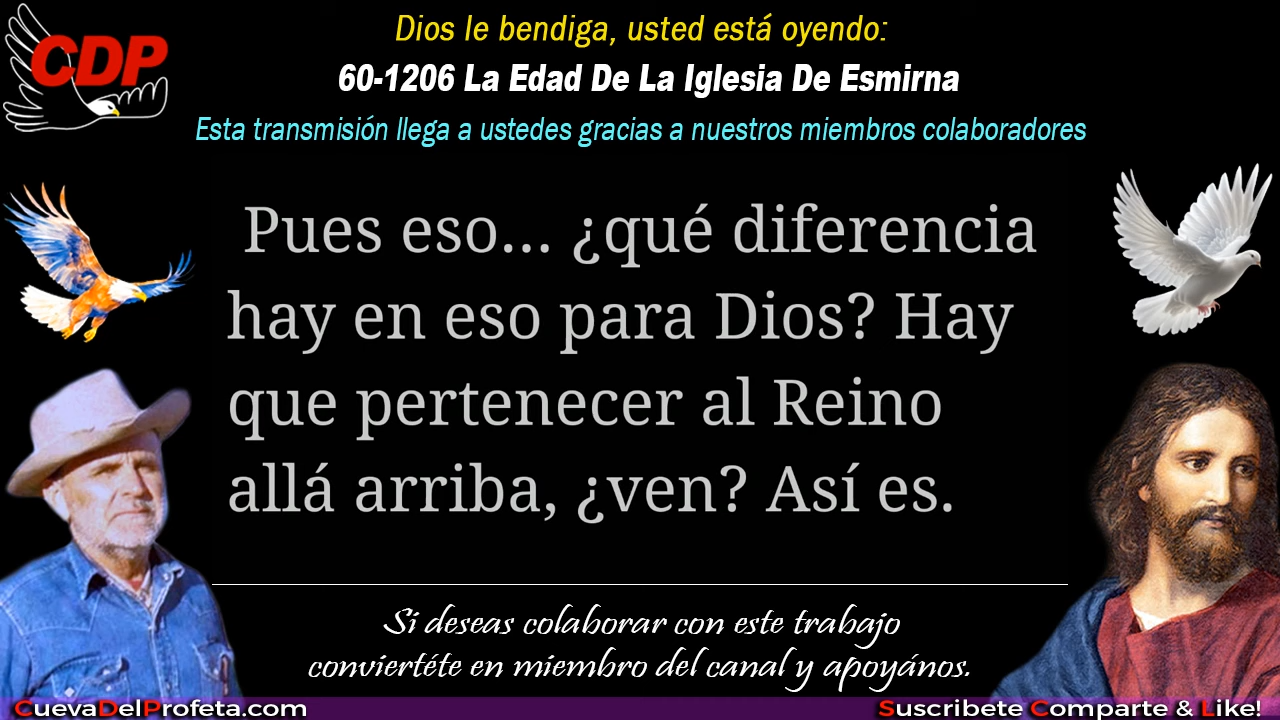 CDP
Dios le bendiga, usted está oyendo:
60-1206 La Edad De La Iglesia De Esmirna
Esta transmisión llega a ustedes gracias a nuestros miembros colaboradores
Pues eso... ¿qué diferencia
hay en eso para Dios? Hay
que pertenecer al Reino
allá arriba, ¿ven? Así es.
Si deseas colaborar con este trabajo
conviertéte en miembro del canal y apoyános.
CuevaDelProfeta.com
Suscribete Comparte & Like!